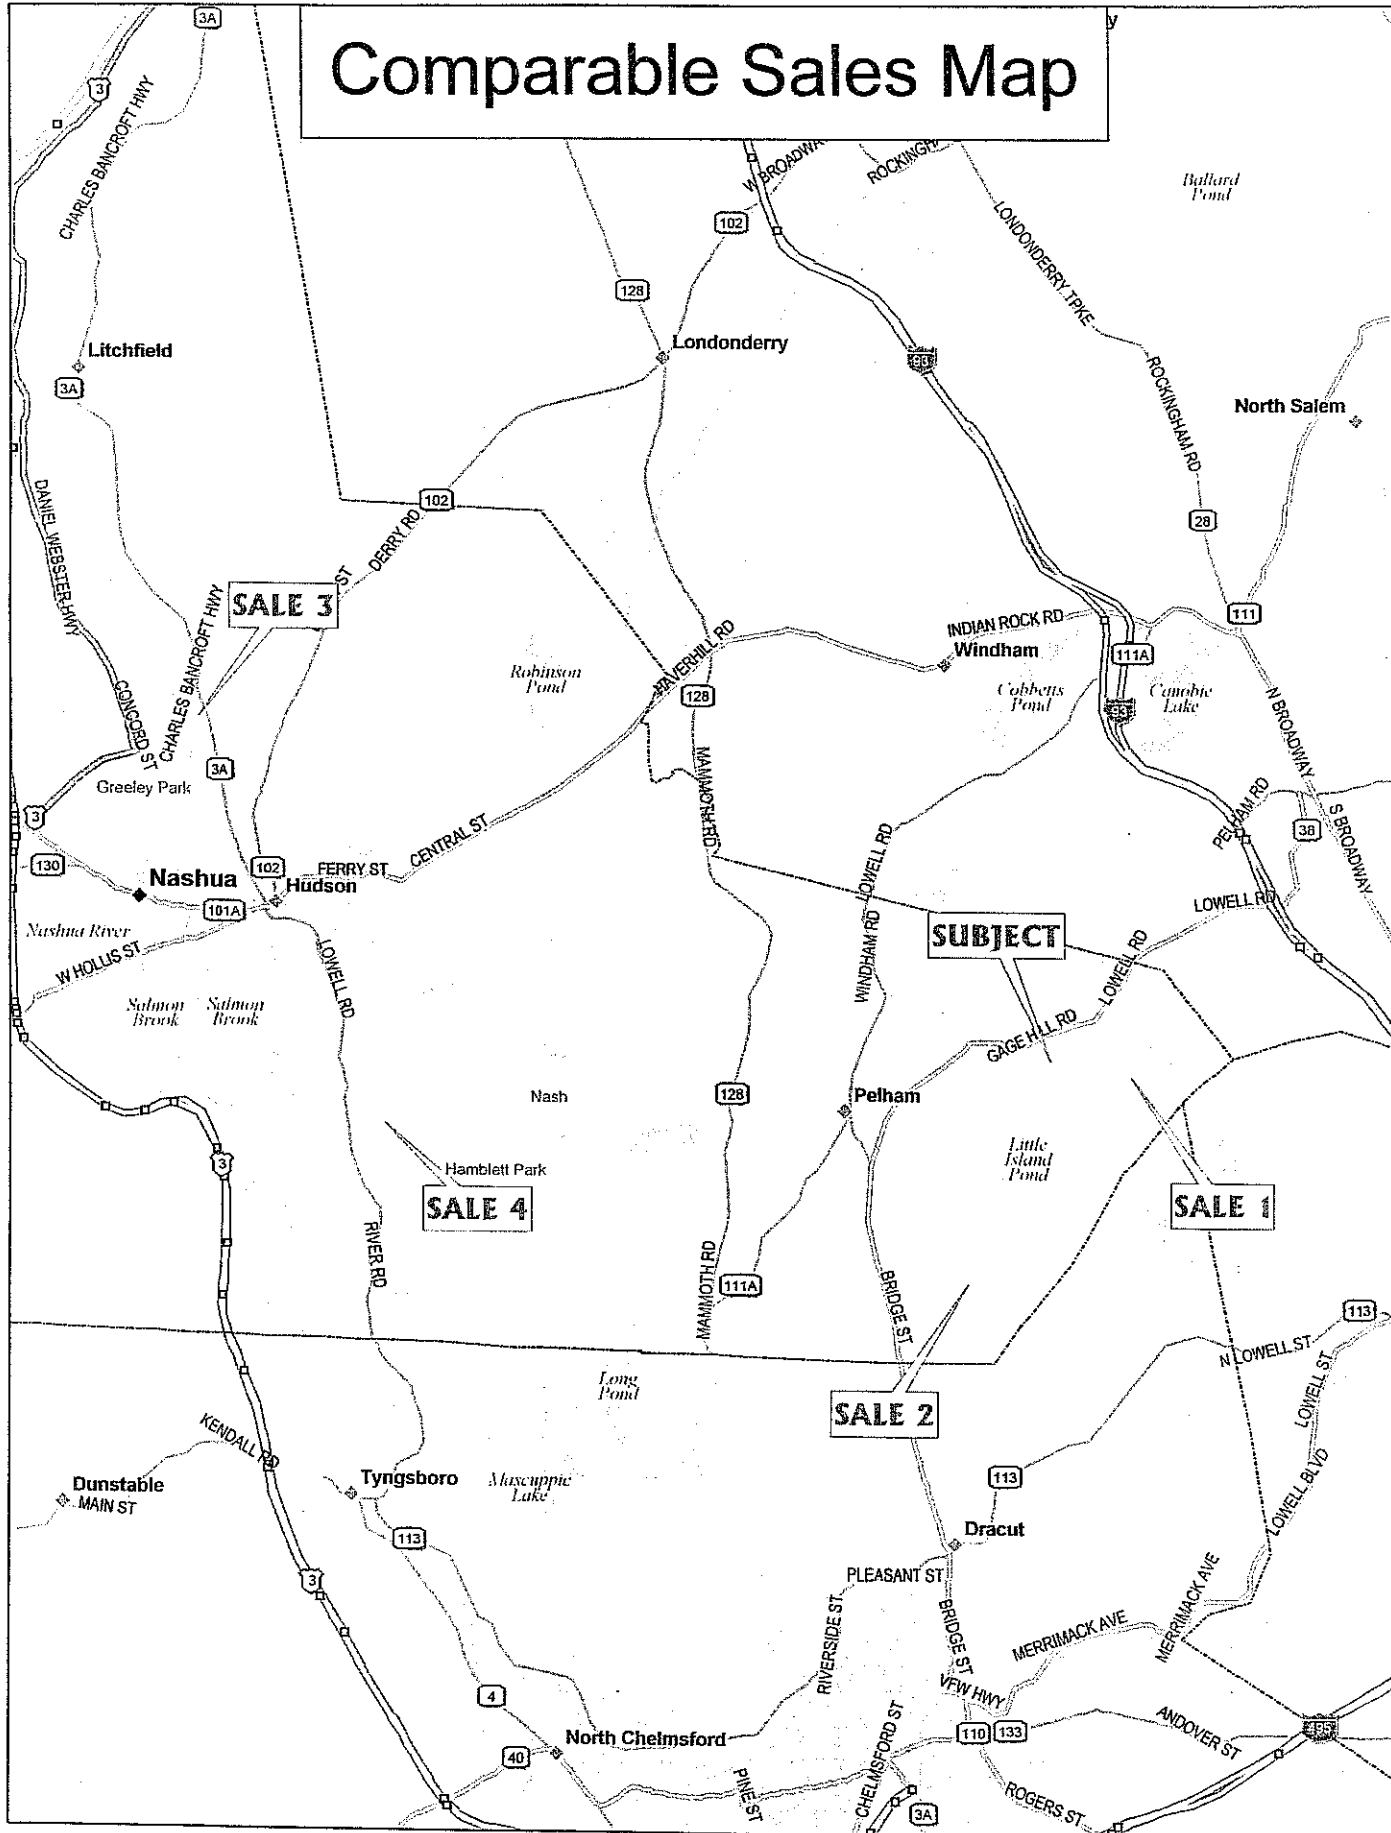 Comparable Sales Map
y
3A
3
CHARLES BANCROFT HWY
W BROADWAY
Ballard
Pond
102
LONDONDERRY TPKE
128
Londonderry
Litchfield
93
3A
ROCKINGHAM RD
North Salem
DANIEL WEBSTER HWY
102
DERRY RD
28
ST
SALE 3
CHARLES BANCROFT HWY
HAVERHILL RD
INDIAN ROCK RD
111
Windham
111A
Robinson
Pond
128
Cobbetts
Pond
93
Canobie
Lake
CONCORD ST
N BROADWAY
3A
MAMMOTH RD
Greeley Park
3
PELHAM RD
38
S BROADWAY
CENTRAL ST
LOWELL RD
130
102
FERRY ST
Nashua
Hudson
101A
LOWELL RD
Nashua River
SUBJECT
WINDHAM RD
LOWELL RD
W HOLLIS ST
LOWELL RD
Salmon
Brook
Salmon
Brook
GAGE HILL RD
Nash
128
Pelham
3
Little
Island
Pond
Hamblett Park
SALE 4
SALE 1
RIVER RD
MAMMOTH RD
111A
BRIDGE ST
113
N LOWELL ST
LOWELL ST
Long
Pond
SALE 2
KENDALL RD
Dunstable
MAIN ST
Tyngsboro
Mascuppic
Lake
113
LOWELL BLVD
113
Dracut
PLEASANT ST
3
RIVERSIDE ST
BRIDGE ST
MERRIMACK AVE
MERRIMACK AVE
VFW HWY
4
CHELMSFORD ST
110
133
ANDOVER ST
495
North Chelmsford
40
PINE ST
ROGERS ST
3A